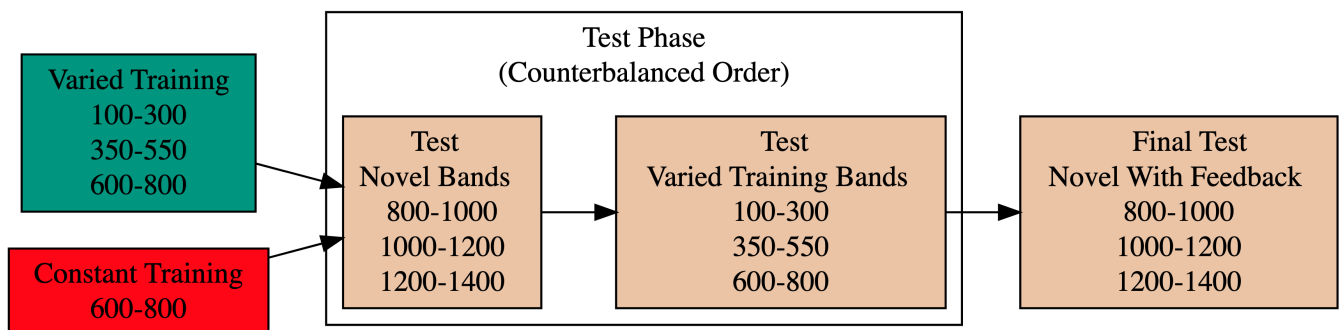 Varied Training
100-300
350-550
600-800
Constant Training
600-800
Test Phase
(Counterbalanced Order)
Test
Novel Bands
800-1000
1000-1200
1200-1400
Test
Varied Training Bands
100-300
350-550
600-800
Final Test
Novel With Feedback
800-1000
1000-1200
1200-1400